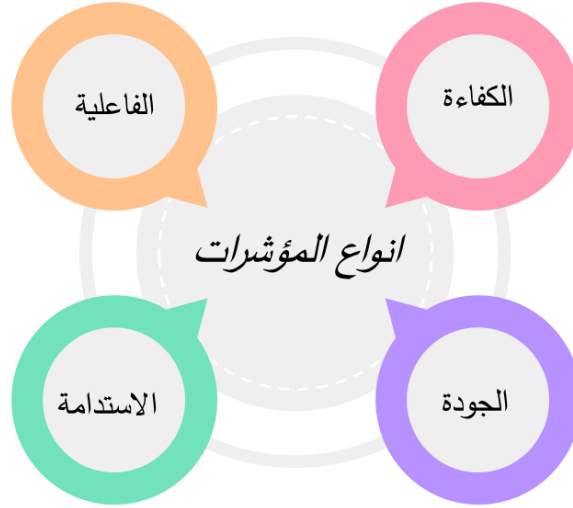 الكفاءة
الفاعلية
انواع المؤشرات
الجودة
الاستدامة